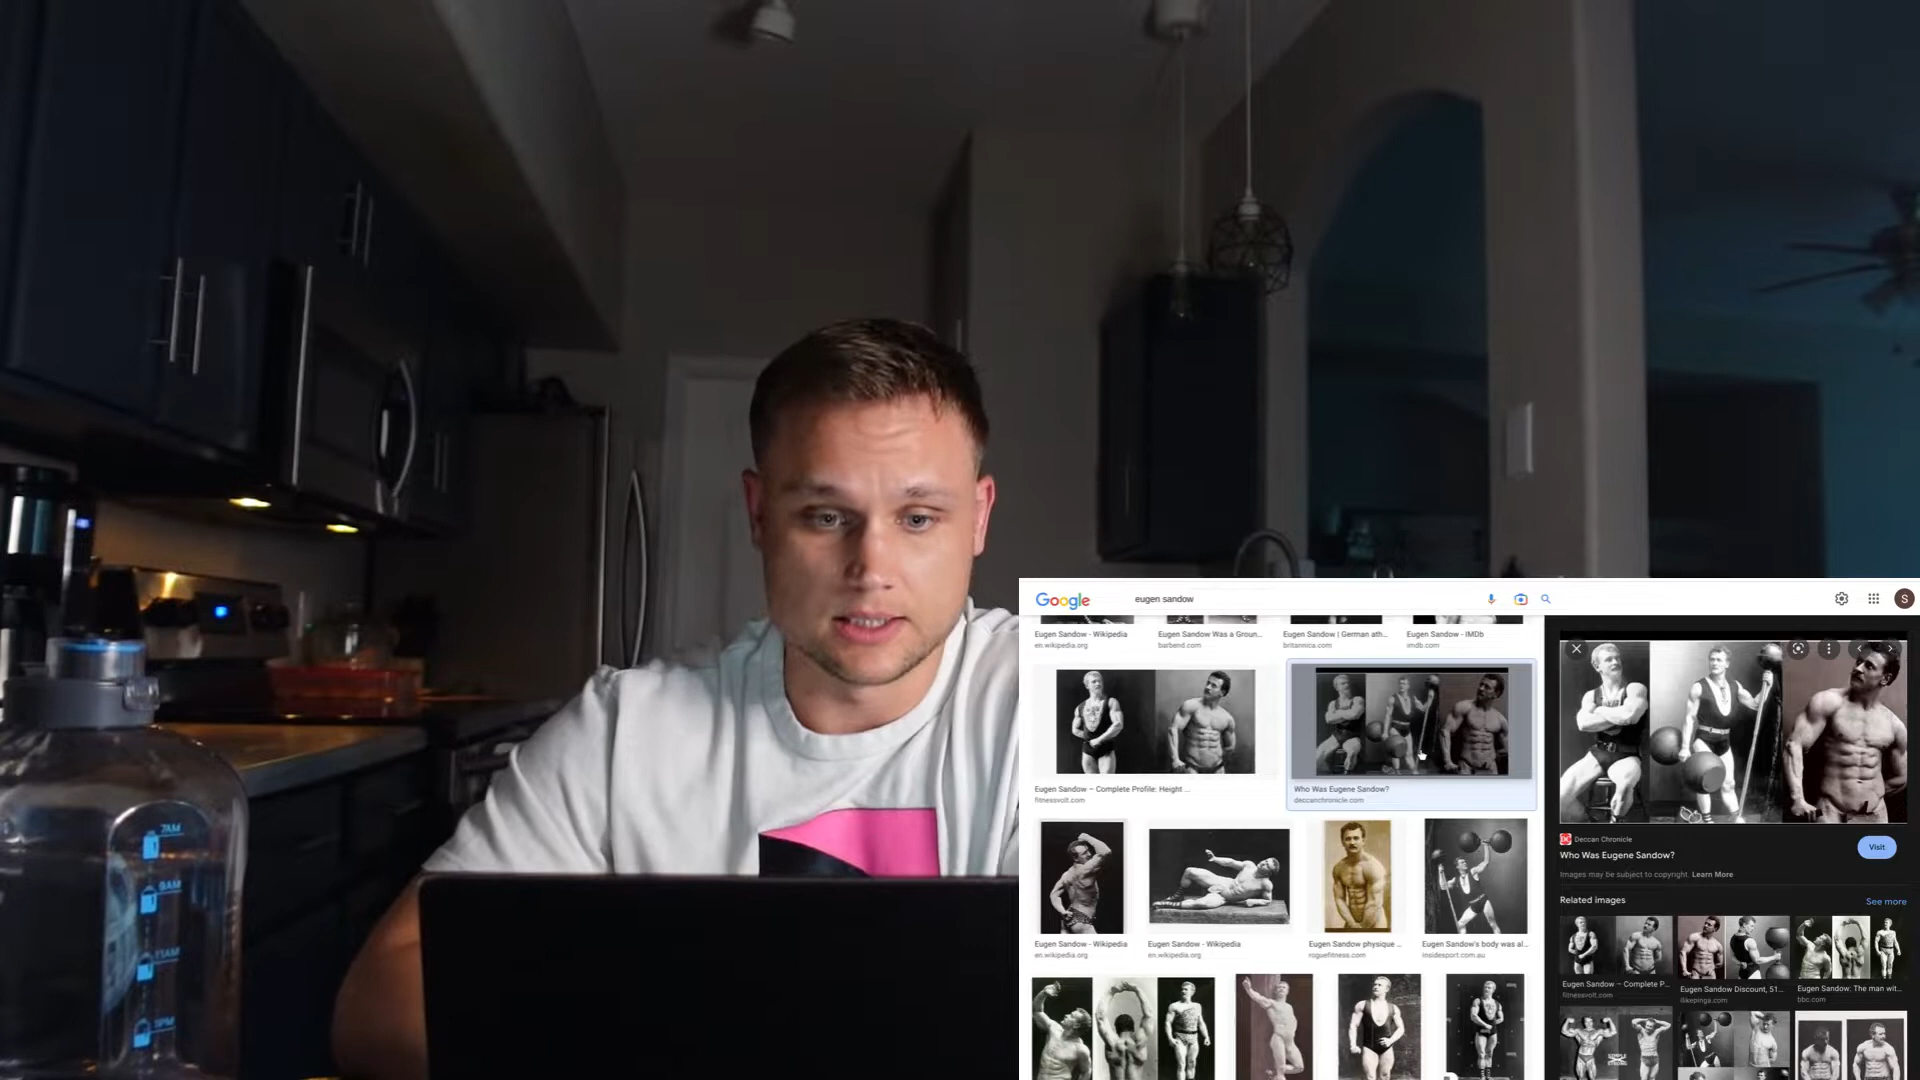 Google
eugen sandow
S
Eugen Sandow - Wikipedia
en.wikipedia.org
Eugen Sandow Was a Groun...
barbend.com
Eugen Sandow | German ath...
britannica.com
Eugen Sandow - IMDb
imdb.com
Eugen Sandow – Complete Profile: Height ...
fitnessvolt.com
Who Was Eugene Sandow?
deccanchronicle.com
Eugen Sandow - Wikipedia
en.wikipedia.org
Eugen Sandow - Wikipedia
en.wikipedia.org
Eugen Sandow physique ...
roguefitness.com
Eugen Sandow's body was al...
insidesport.com.au
Deccan Chronicle
Who Was Eugene Sandow?
Visit
Images may be subject to copyright. Learn More
Related images
See more
Eugen Sandow – Complete P...
fitnessvolt.com
Eugen Sandow Discount, 51...
ilikepinga.com
Eugen Sandow: The man wit...
bbc.com
7AM
9AM
11AM
1PM